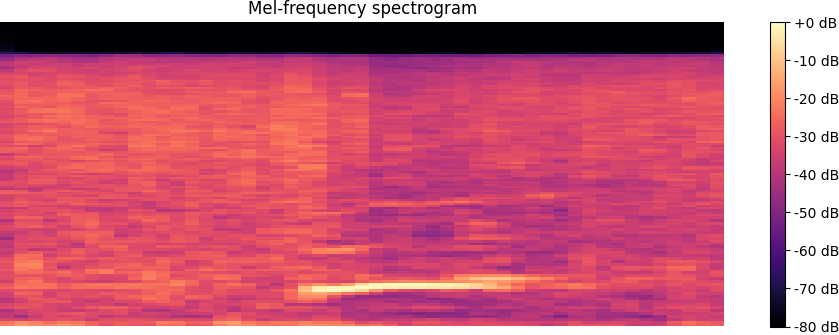 Mel-frequency spectrogram
+0 dB
-10 dB
-20 dB
-30 dB
-40 dB
-50 dB
-60 dB
-70 dB
-80 dB